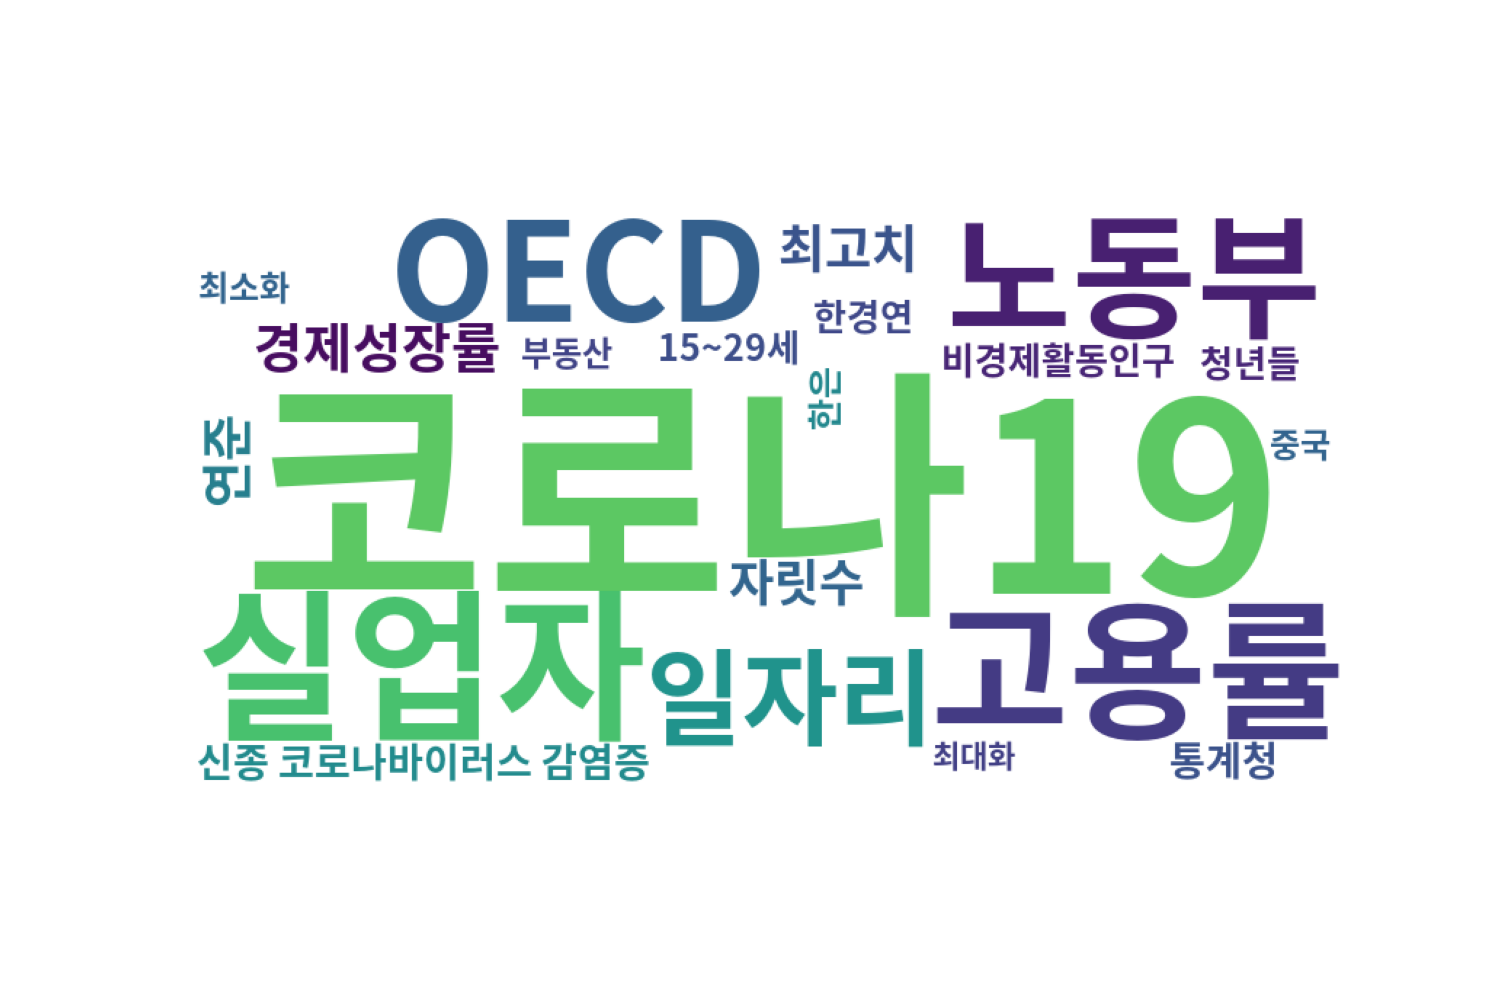 OECD
최고치
노동부
최소화
한경연
경제성장률
부동산
15~29세
비경제활동인구
청년들
한은
연준
코로나19
중국
자릿수
실업자
일자리
고용률
신종 코로나바이러스 감염증
최대화
통계청